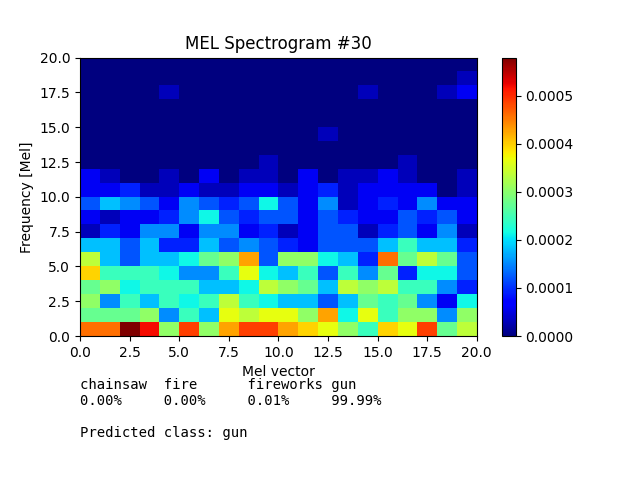 MEL Spectrogram #30
20.0
17.5
15.0
12.5
10.0
7.5
5.0
2.5
0.0
Frequency [Mel]
0.0 2.5 5.0 7.5 10.0 12.5 15.0 17.5 20.0
Mel vector
0.0005
0.0004
0.0003
0.0002
0.0001
0.0000
chainsaw fire fireworks gun
0.00% 0.00% 0.01% 99.99%
Predicted class: gun